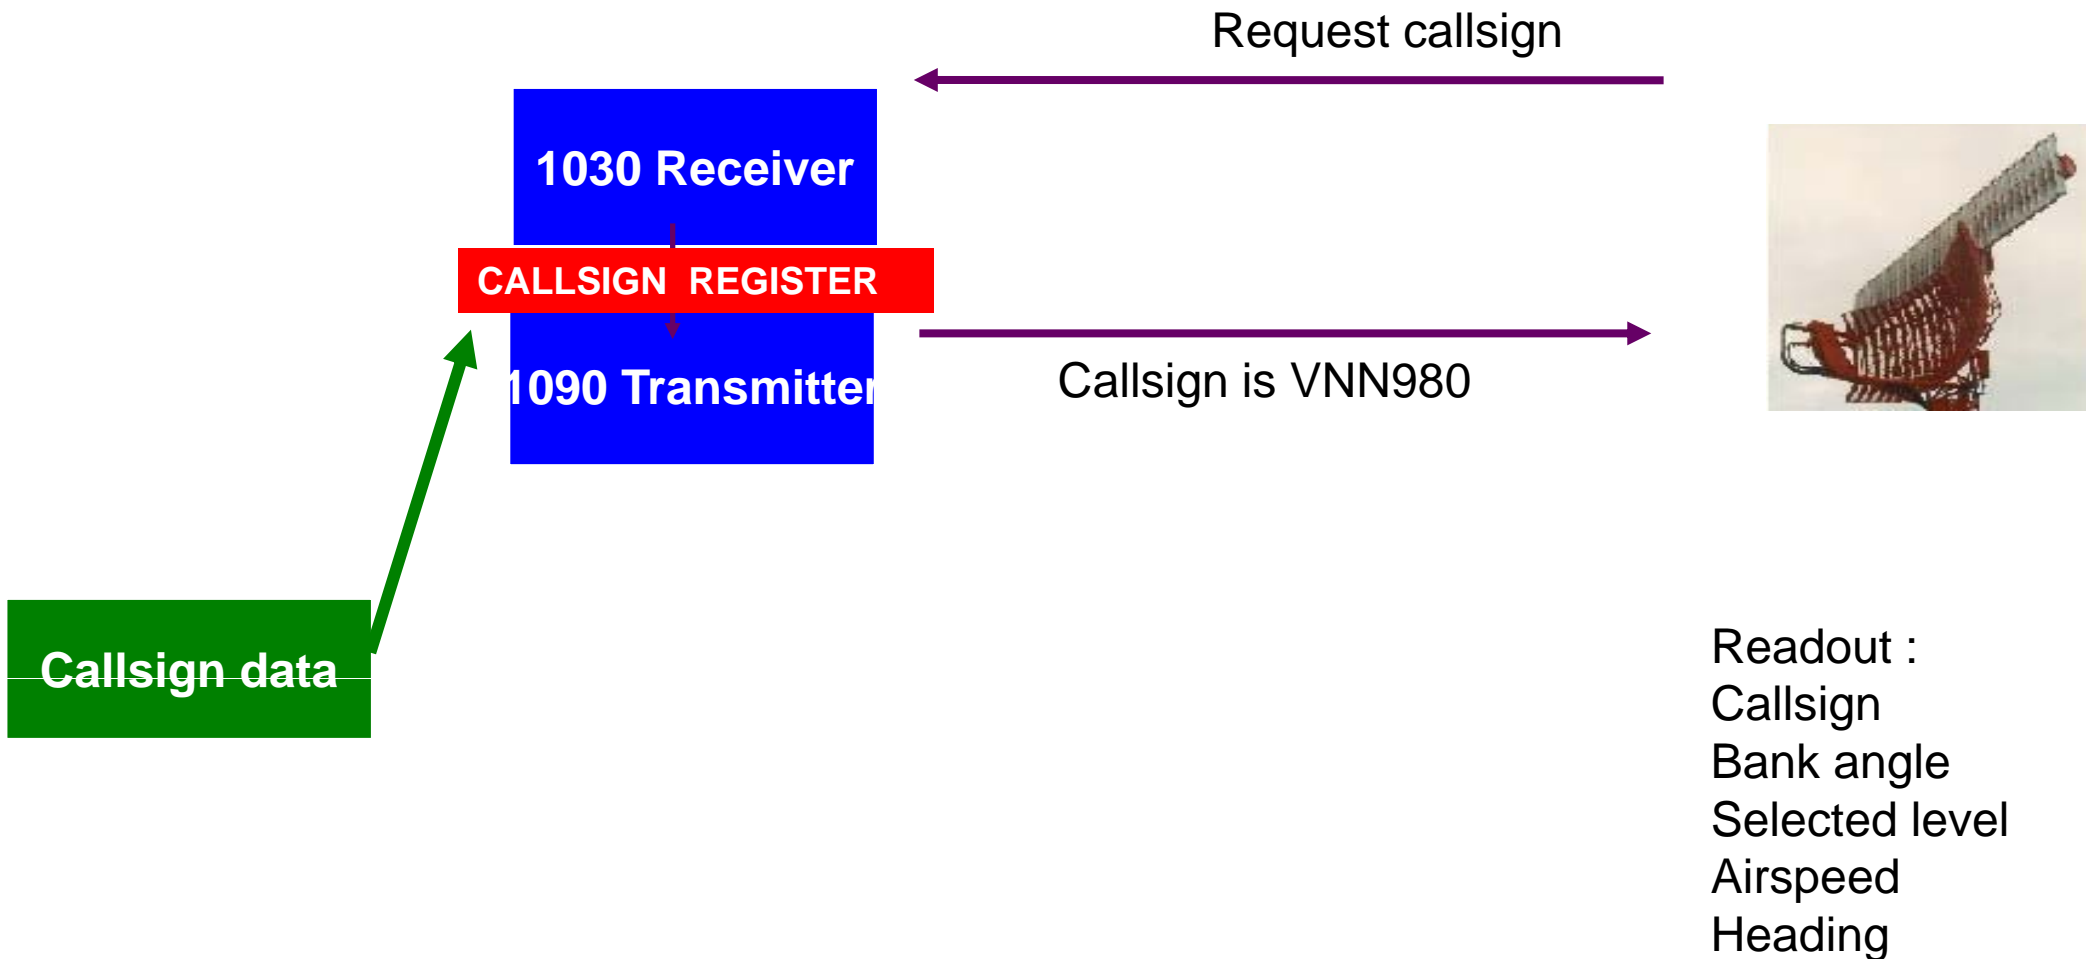 Request callsign
1030 Receiver
CALLSIGN REGISTER
1090 Transmitter
Callsign is VNN980
Callsign data
Readout :
Callsign
Bank angle
Selected level
Airspeed
Heading